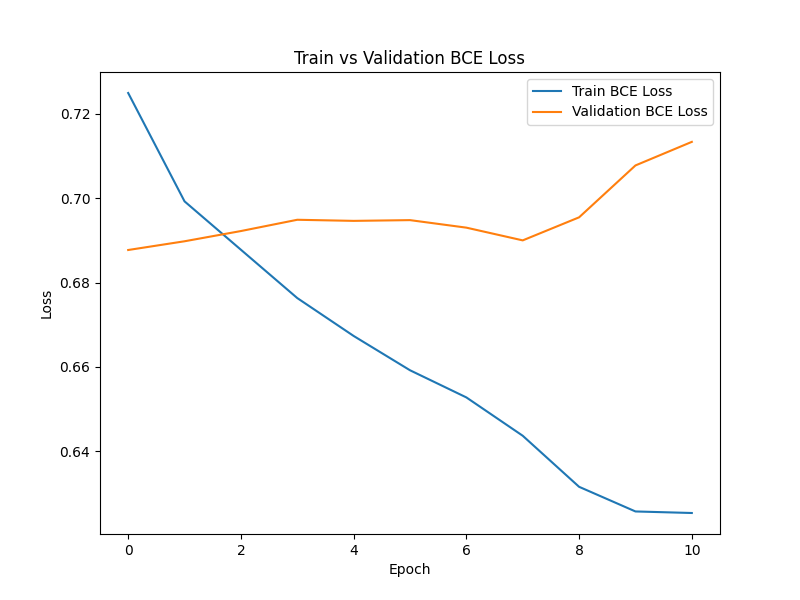 Train vs Validation BCE Loss
Train BCE Loss
Validation BCE Loss
0.72
0.70
0.68
0.66
0.64
Loss
0 2 4 6 8 10
Epoch